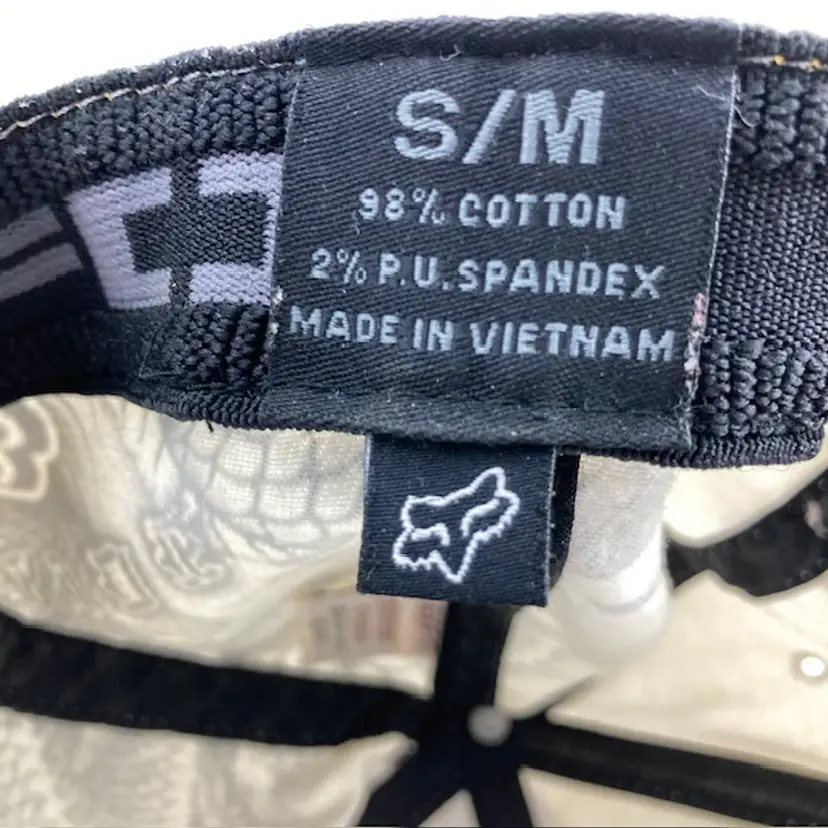 S/M
98% COTTON
2% P.U.SPANDEX
MADE IN VIETNAM